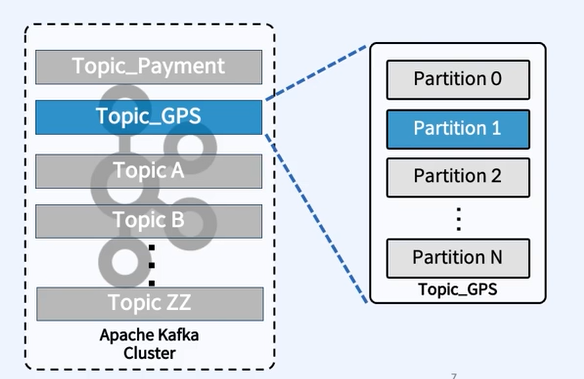 Topic_Payment
Topic_GPS
Topic A
Topic B
Topic ZZ
Apache Kafka
Cluster
Partition 0
Partition 1
Partition 2
Partition N
Topic_GPS
7